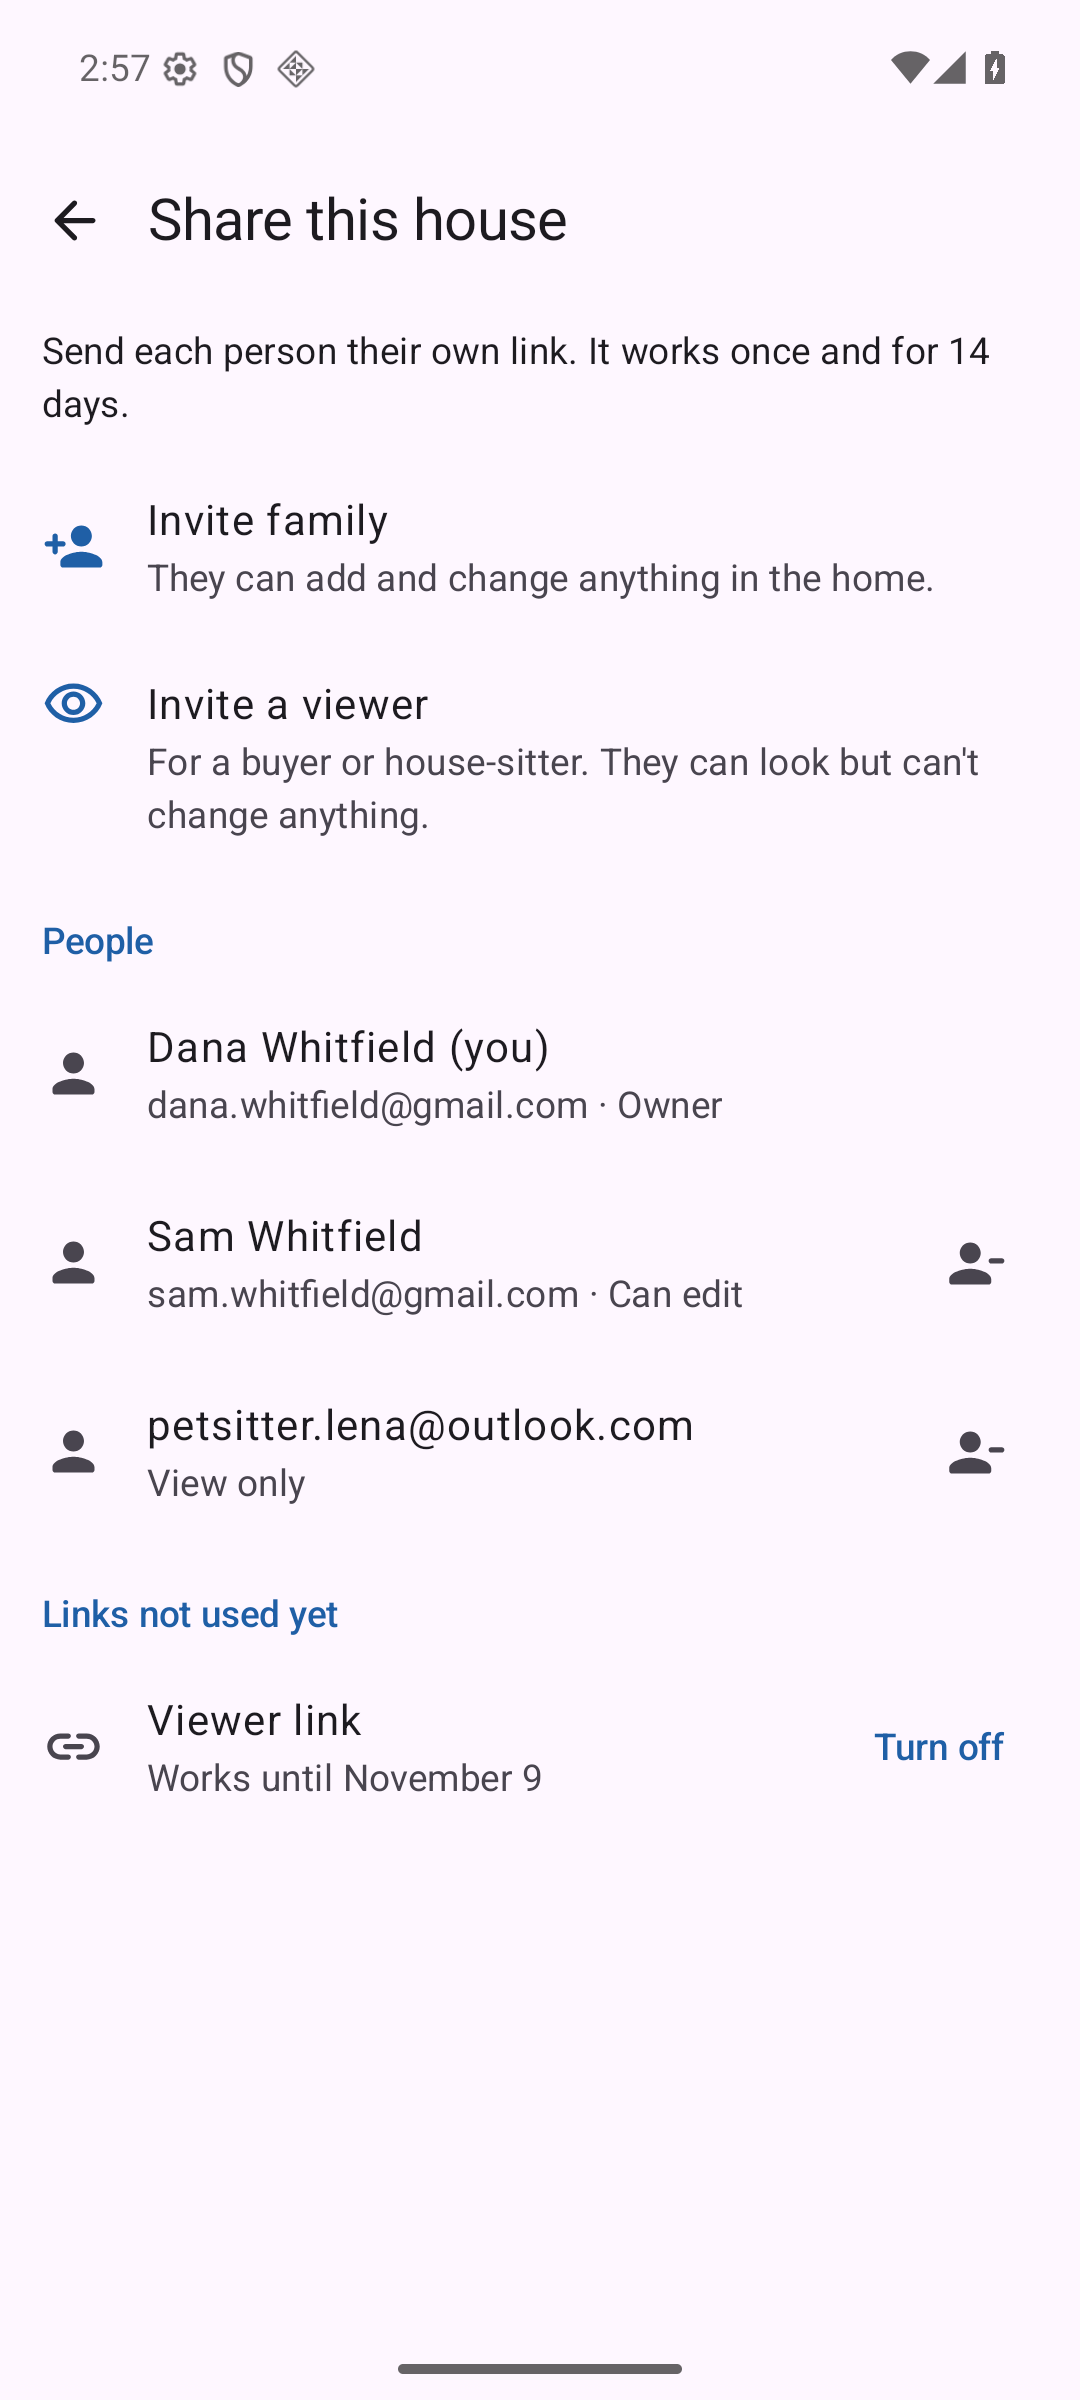 2:57
Share this house
Send each person their own link. It works once and for 14
days.
Invite family
They can add and change anything in the home.
Invite a viewer
For a buyer or house-sitter. They can look but can't
change anything.
People
Dana Whitfield (you)
dana.whitfield@gmail.com · Owner
Sam Whitfield
sam.whitfield@gmail.com · Can edit
petsitter.lena@outlook.com
View only
Links not used yet
Viewer link
Works until November 9
Turn off